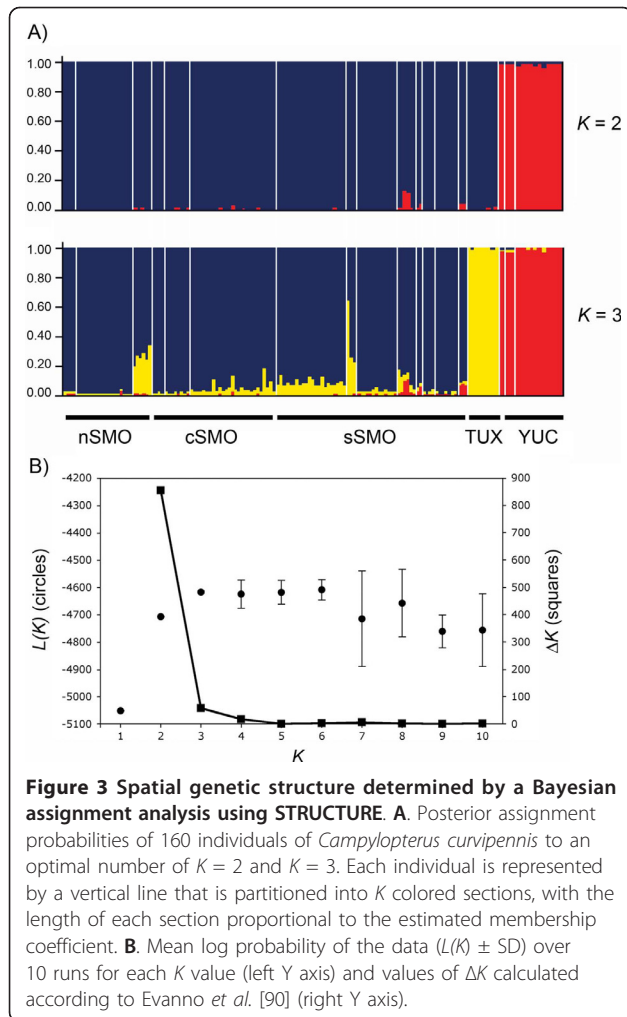 A)
1.00
0.80
0.60
0.40
0.20
0.00
K = 2
1.00
0.80
0.60
0.40
0.20
0.00
K = 3
nSMO cSMO sSMO TUX YUC
B)
-4200
-4300
-4400
-4500
-4600
-4700
-4800
-4900
-5000
-5100
L(K) (circles)
900
800
700
600
500
400
300
200
100
0
ΔK (squares)
1 2 3 4 5 6 7 8 9 10
K
Figure 3 Spatial genetic structure determined by a Bayesian
assignment analysis using STRUCTURE. A. Posterior assignment
probabilities of 160 individuals of Campylopterus curvipennis to an
optimal number of K = 2 and K = 3. Each individual is represented
by a vertical line that is partitioned into K colored sections, with the
length of each section proportional to the estimated membership
coefficient. B. Mean log probability of the data (L(K) ± SD) over
10 runs for each K value (left Y axis) and values of ΔK calculated
according to Evanno et al. [90] (right Y axis).